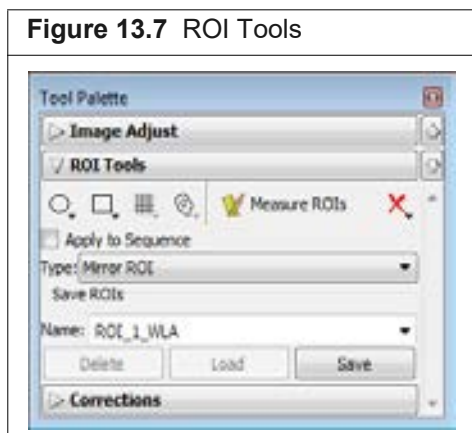 Figure 13.7 ROI Tools
Tool Palette
Image Adjust
ROI Tools
Measure ROIs
Apply to Sequence
Type: Mirror ROI
Save ROIs
Name: ROI_1_WLA
Delete Load Save
Corrections